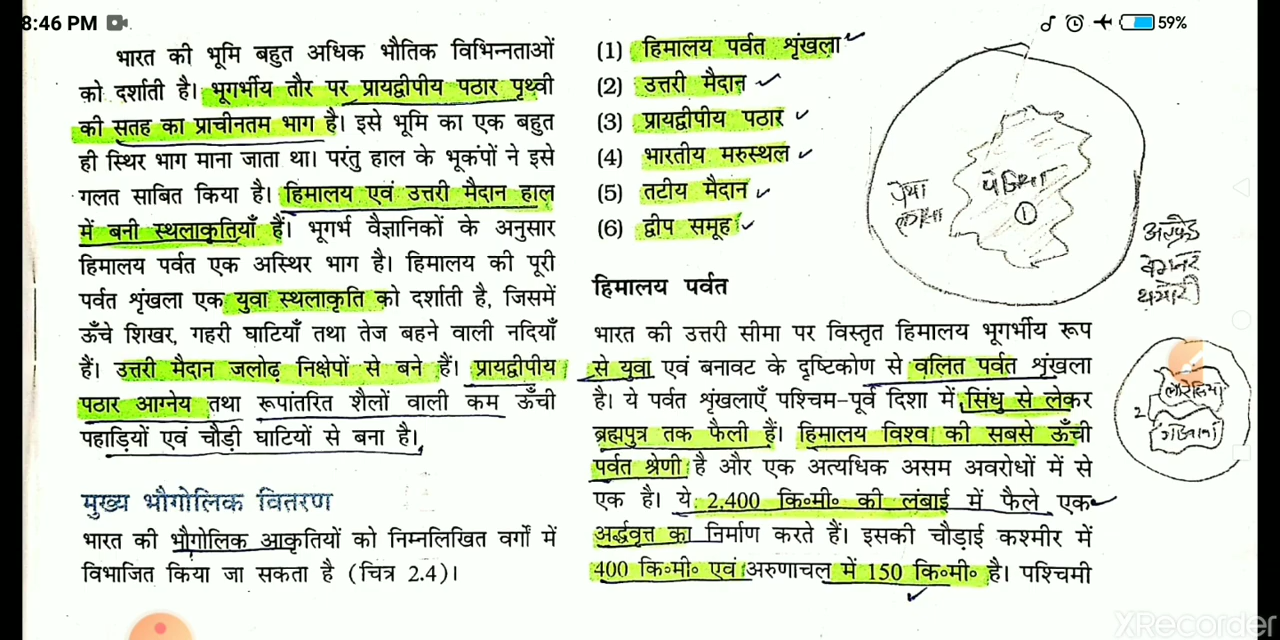 8:46 PM
59%
भारत की भूमि बहुत अधिक भौतिक विभिन्नताओं
को दर्शाती है। भूगर्भीय तौर पर प्रायद्वीपीय पठार पृथ्वी
की सतह का प्राचीनतम भाग है। इसे भूमि का एक बहुत
ही स्थिर भाग माना जाता था। परंतु हाल के भूकंपों ने इसे
गलत साबित किया है। हिमालय एवं उत्तरी मैदान हाल
में बनी स्थलाकृतियाँ हैं। भूगर्भ वैज्ञानिकों के अनुसार
हिमालय पर्वत एक अस्थिर भाग है। हिमालय की पूरी
पर्वत शृंखला एक युवा स्थलाकृति को दर्शाती है, जिसमें
ऊँचे शिखर, गहरी घाटियाँ तथा तेज बहने वाली नदियाँ
हैं। उत्तरी मैदान जलोढ़ निक्षेपों से बने हैं। प्रायद्वीपीय
पठार आग्नेय तथा रूपांतरित शैलों वाली कम ऊँची
पहाड़ियों एवं चौड़ी घाटियों से बना है।
मुख्य भौगोलिक वितरण
भारत की भौगोलिक आकृतियों को निम्नलिखित वर्गों में
विभाजित किया जा सकता है (चित्र 2.4)।
(1) हिमालय पर्वत शृंखला
(2) उत्तरी मैदान
(3) प्रायद्वीपीय पठार
(4) भारतीय मरुस्थल
(5) तटीय मैदान
(6) द्वीप समूह
हिमालय पर्वत
भारत की उत्तरी सीमा पर विस्तृत हिमालय भूगर्भीय रूप
से युवा एवं बनावट के दृष्टिकोण से वलित पर्वत शृंखला
है। ये पर्वत शृंखलाएँ पश्चिम-पूर्व दिशा में सिंधु से लेकर
ब्रह्मपुत्र तक फैली हैं। हिमालय विश्व की सबसे ऊँची
पर्वत श्रेणी है और एक अत्यधिक असम अवरोधों में से
एक है। ये 2,400 कि॰मी॰ की लंबाई में फैले एक
अर्द्धवृत्त का निर्माण करते हैं। इसकी चौड़ाई कश्मीर में
400 कि॰मी॰ एवं अरुणाचल में 150 कि॰मी॰ है। पश्चिमी
पेंजिया
1
पेंथा
अल्फ्रेड
वेगनर
थ्योरी
2
XRecorder